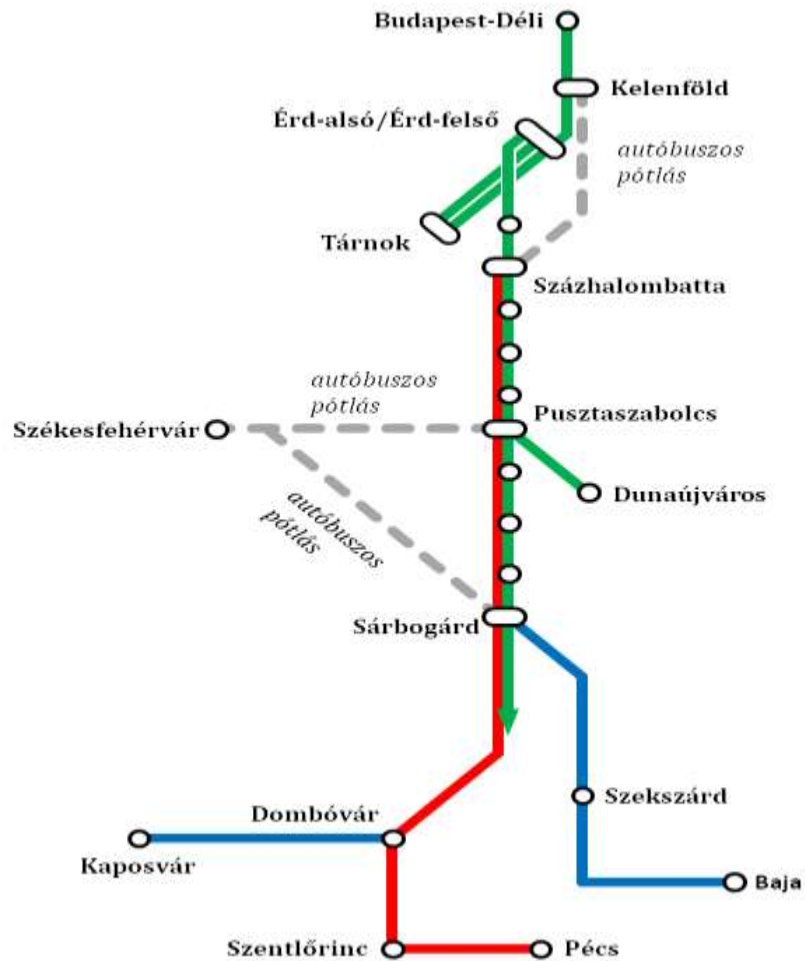 Budapest-Déli
Kelenföld
Érd-alsó/Érd-felső
autóbuszos
pótlás
Tárnok
Százhalombatta
autóbuszos
pótlás
Székesfehérvár
Pusztaszabolcs
Dunaújváros
autóbuszos
pótlás
Sárbogárd
Szekszárd
Dombóvár
Kaposvár
Baja
Szentlőrinc
Pécs